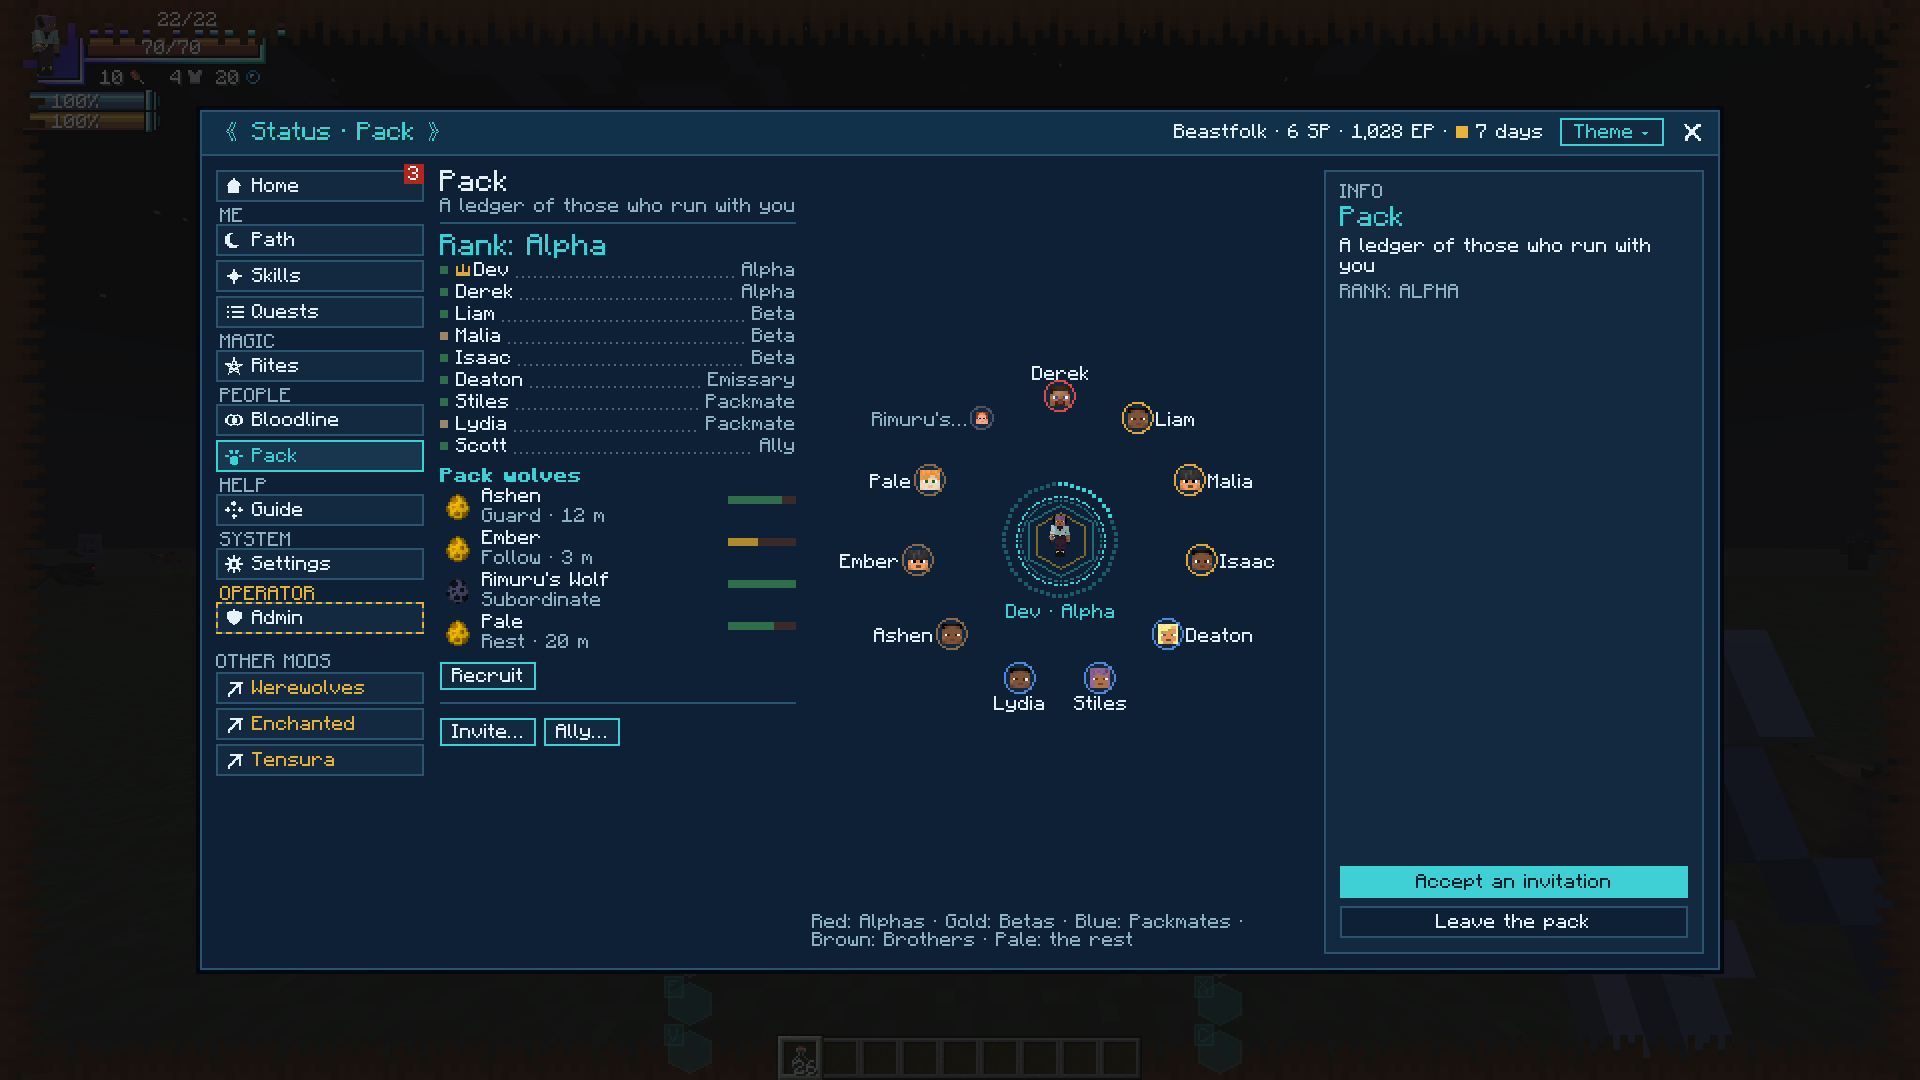 22/22
70/70
10 4 20
100%
100%
《 Status · Pack 》
Beastfolk · 6 SP · 1,028 EP · 7 days
Theme
X
Home
3
ME
Path
Skills
Quests
MAGIC
Rites
PEOPLE
Bloodline
Pack
HELP
Guide
SYSTEM
Settings
OPERATOR
Admin
OTHER MODS
Werewolves
Enchanted
Tensura
Pack
A ledger of those who run with you
Rank: Alpha
Dev Alpha
Derek Alpha
Liam Beta
Malia Beta
Isaac Beta
Deaton Emissary
Stiles Packmate
Lydia Packmate
Scott Ally
Pack wolves
Ashen
Guard · 12 m
Ember
Follow · 3 m
Rimuru's Wolf
Subordinate
Pale
Rest · 20 m
Recruit
Invite...
Ally...
Derek
Rimuru's...
Liam
Pale
Malia
Ember
Isaac
Dev · Alpha
Ashen
Deaton
Lydia
Stiles
Red: Alphas · Gold: Betas · Blue: Packmates ·
Brown: Brothers · Pale: the rest
INFO
Pack
A ledger of those who run with
you
RANK: ALPHA
Accept an invitation
Leave the pack
26